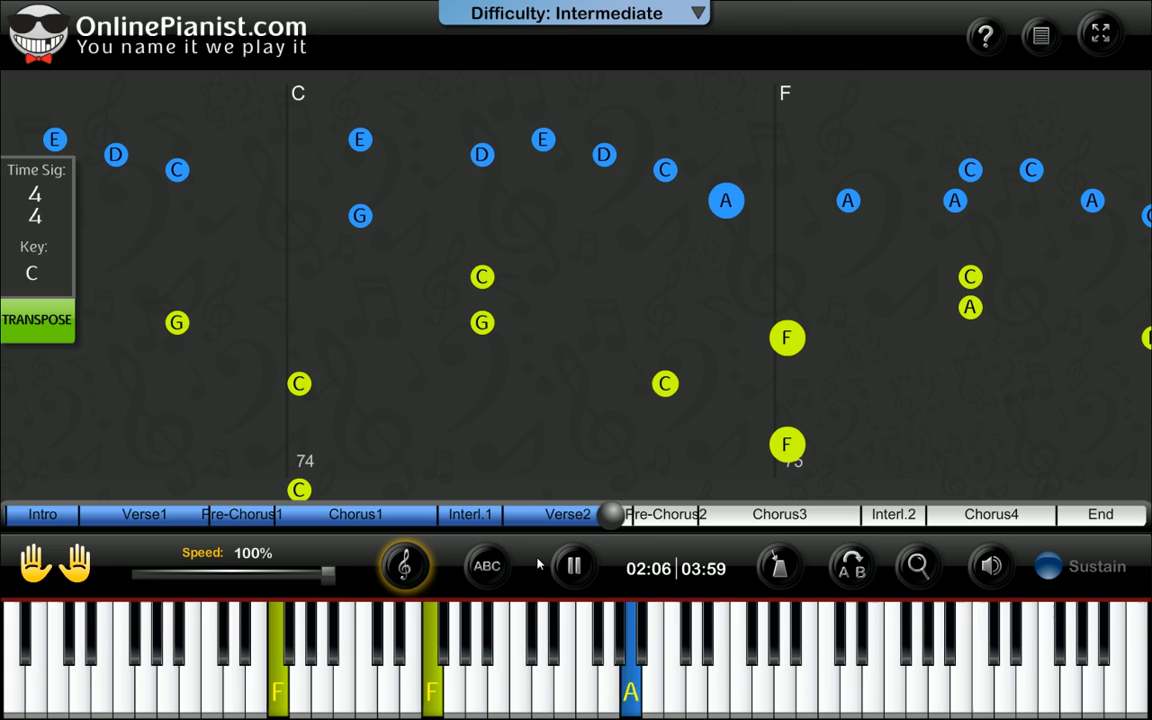 Difficulty: Intermediate
OnlinePianist.com
You name it we play it
?
C F
E E E
D D D
C C C C
A A A A
G
Time Sig:
4
4
Key:
C
TRANSPOSE
C C
A
G G
F
C C
F
74
C
Intro Verse1 Pre-Chorus1 Chorus1 Interl.1 Verse2 Pre-Chorus2 Chorus3 Interl.2 Chorus4 End
Speed: 100%
ABC
02:06 | 03:59
A B
Sustain
F F A